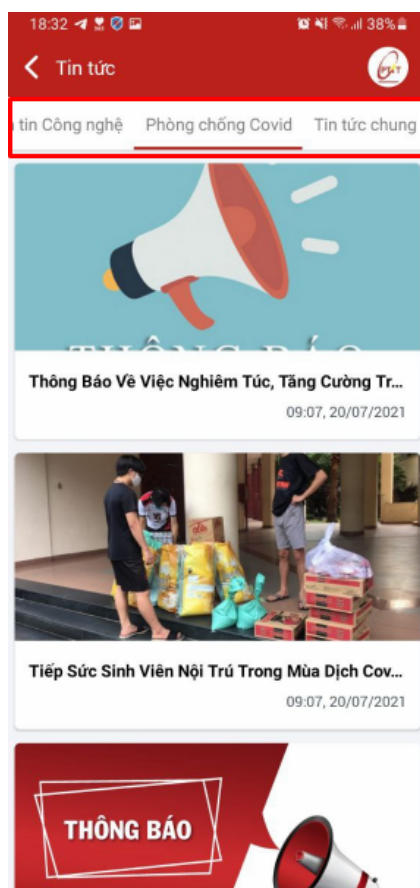 18:32 38%
Tin tức
tin Công nghệ Phòng chống Covid Tin tức chung
THÔNG BÁO
Thông Báo Về Việc Nghiêm Túc, Tăng Cường Tr...
09:07, 20/07/2021
Tiếp Sức Sinh Viên Nội Trú Trong Mùa Dịch Cov...
09:07, 20/07/2021
THÔNG BÁO